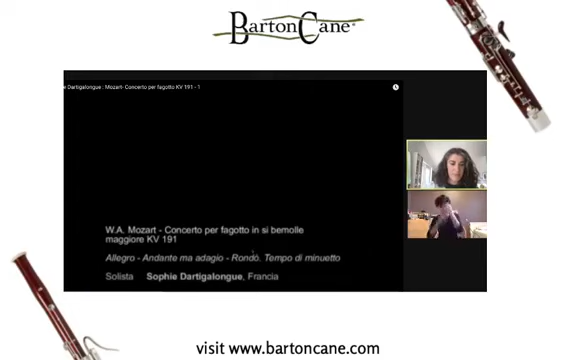 BartonCane
e Dartigalongue : Mozart- Concerto per fagotto KV 191 - 1
W.A. Mozart - Concerto per fagotto in si bemolle
maggiore KV 191
Allegro - Andante ma adagio - Rondò. Tempo di minuetto
Solista Sophie Dartigalongue, Francia
visit www.bartoncane.com